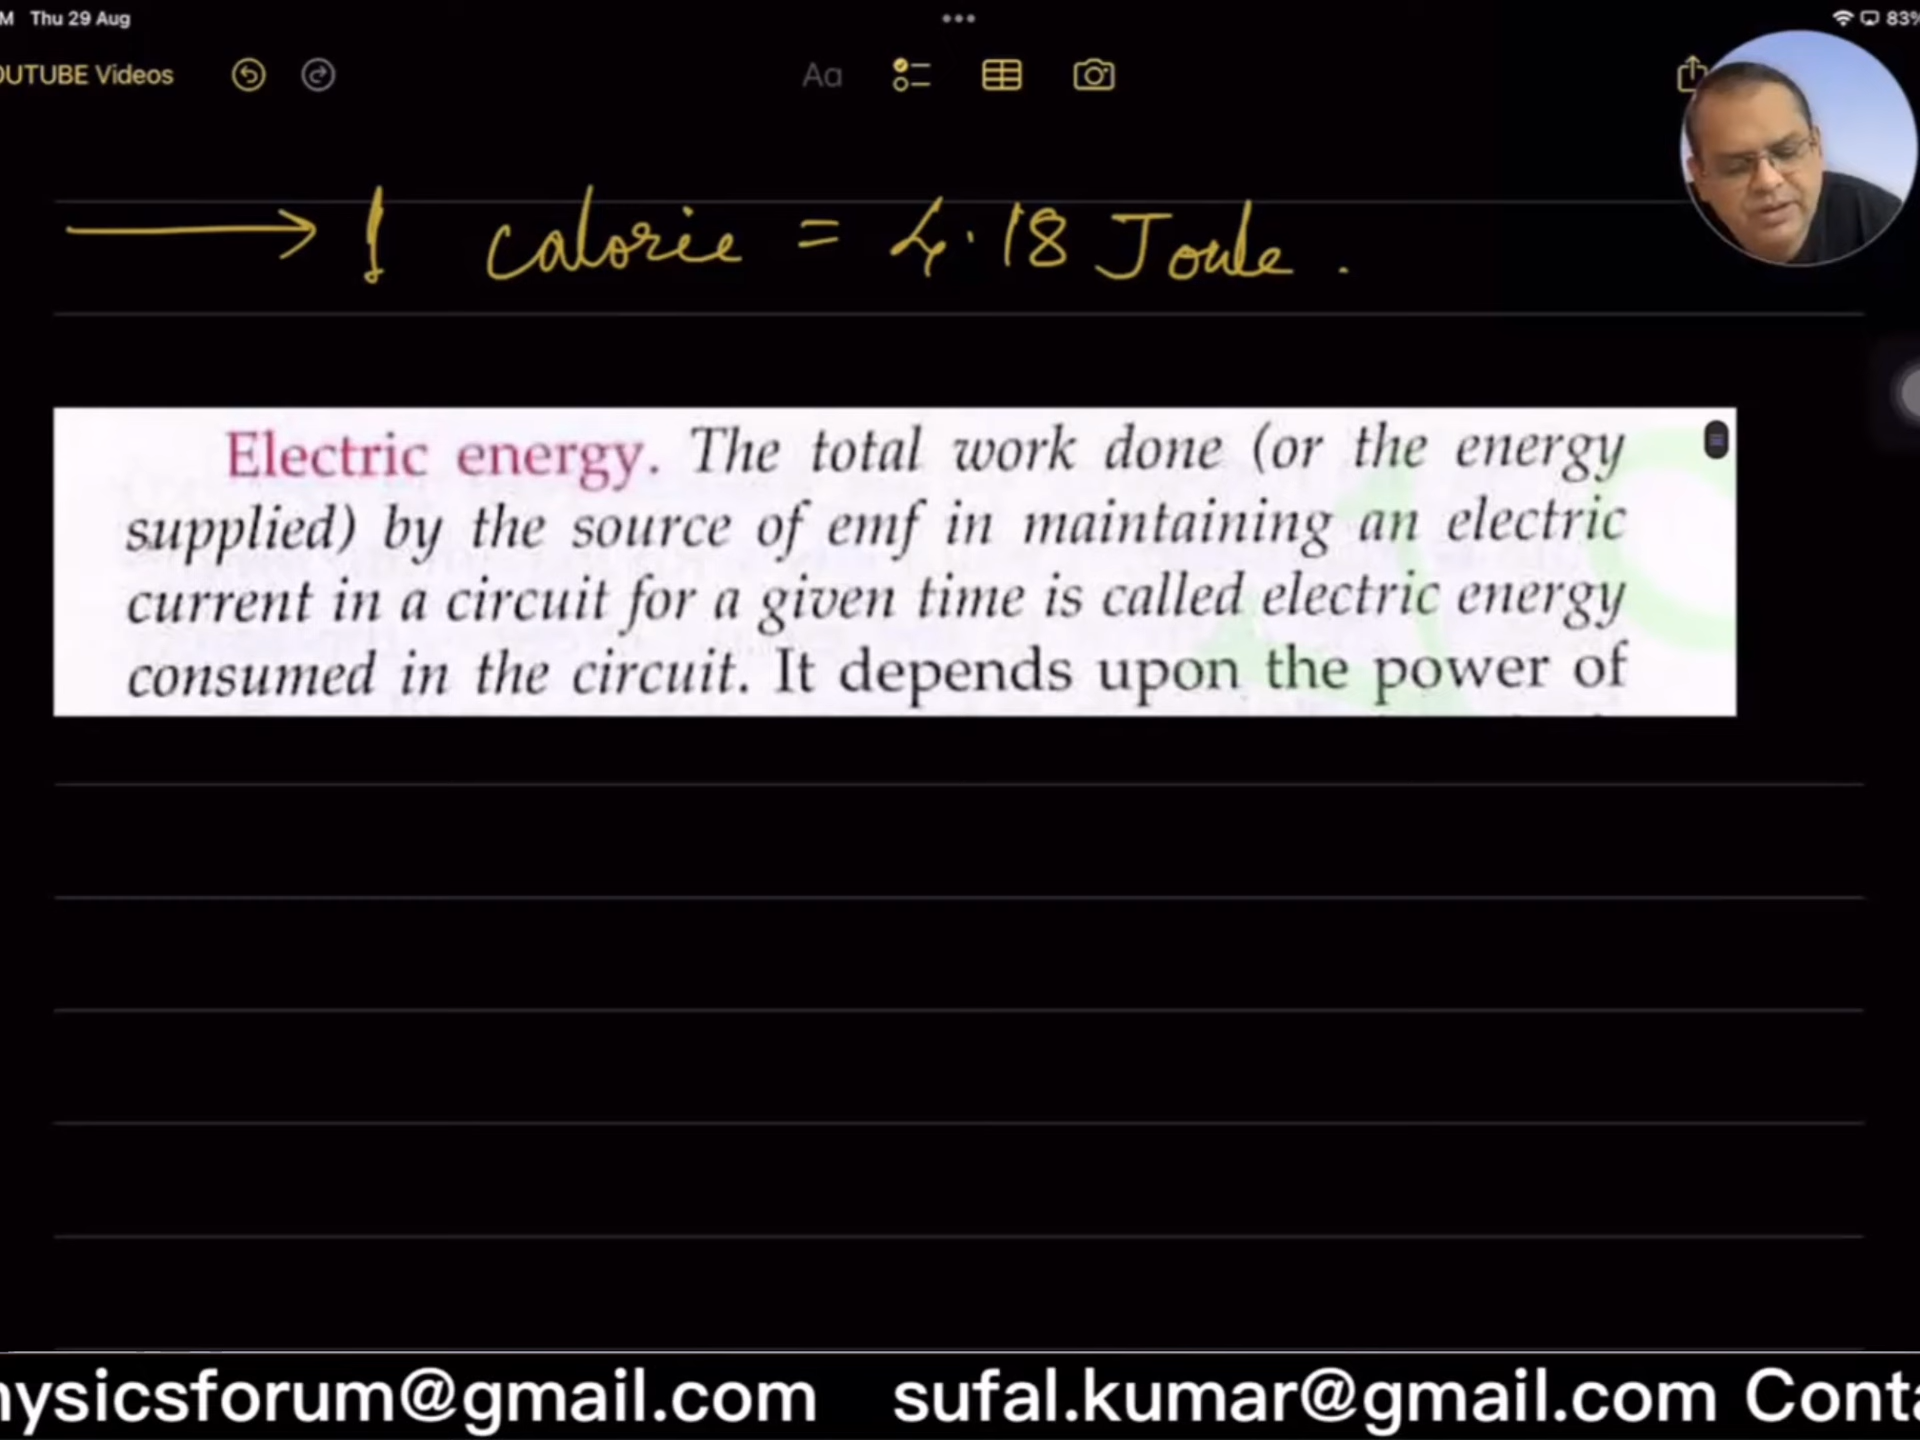 M Thu 29 Aug
83%
OUTUBE Videos
Aa
1 calorie = 4.18 Joule.
Electric energy. The total work done (or the energy
supplied) by the source of emf in maintaining an electric
current in a circuit for a given time is called electric energy
consumed in the circuit. It depends upon the power of
hysicsforum@gmail.com sufal.kumar@gmail.com Conta